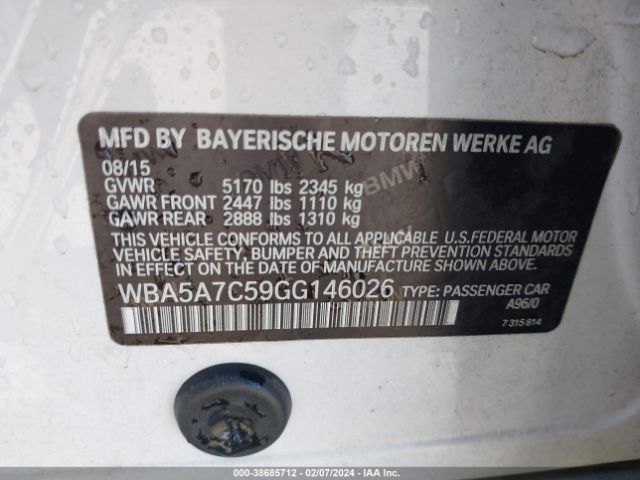 MFD BY BAYERISCHE MOTOREN WERKE AG
08/15
GVWR 5170 lbs 2345 kg
GAWR FRONT 2447 lbs 1110 kg
GAWR REAR 2888 lbs 1310 kg
THIS VEHICLE CONFORMS TO ALL APPLICABLE U.S.FEDERAL MOTOR
VEHICLE SAFETY, BUMPER AND THEFT PREVENTION STANDARDS
IN EFFECT ON THE DATE OF MANUFACTURE SHOWN ABOVE.
WBA5A7C59GG146026 TYPE: PASSENGER CAR
A96/0
7 315 814
000-38685712 - 02/07/2024 - IAA Inc.